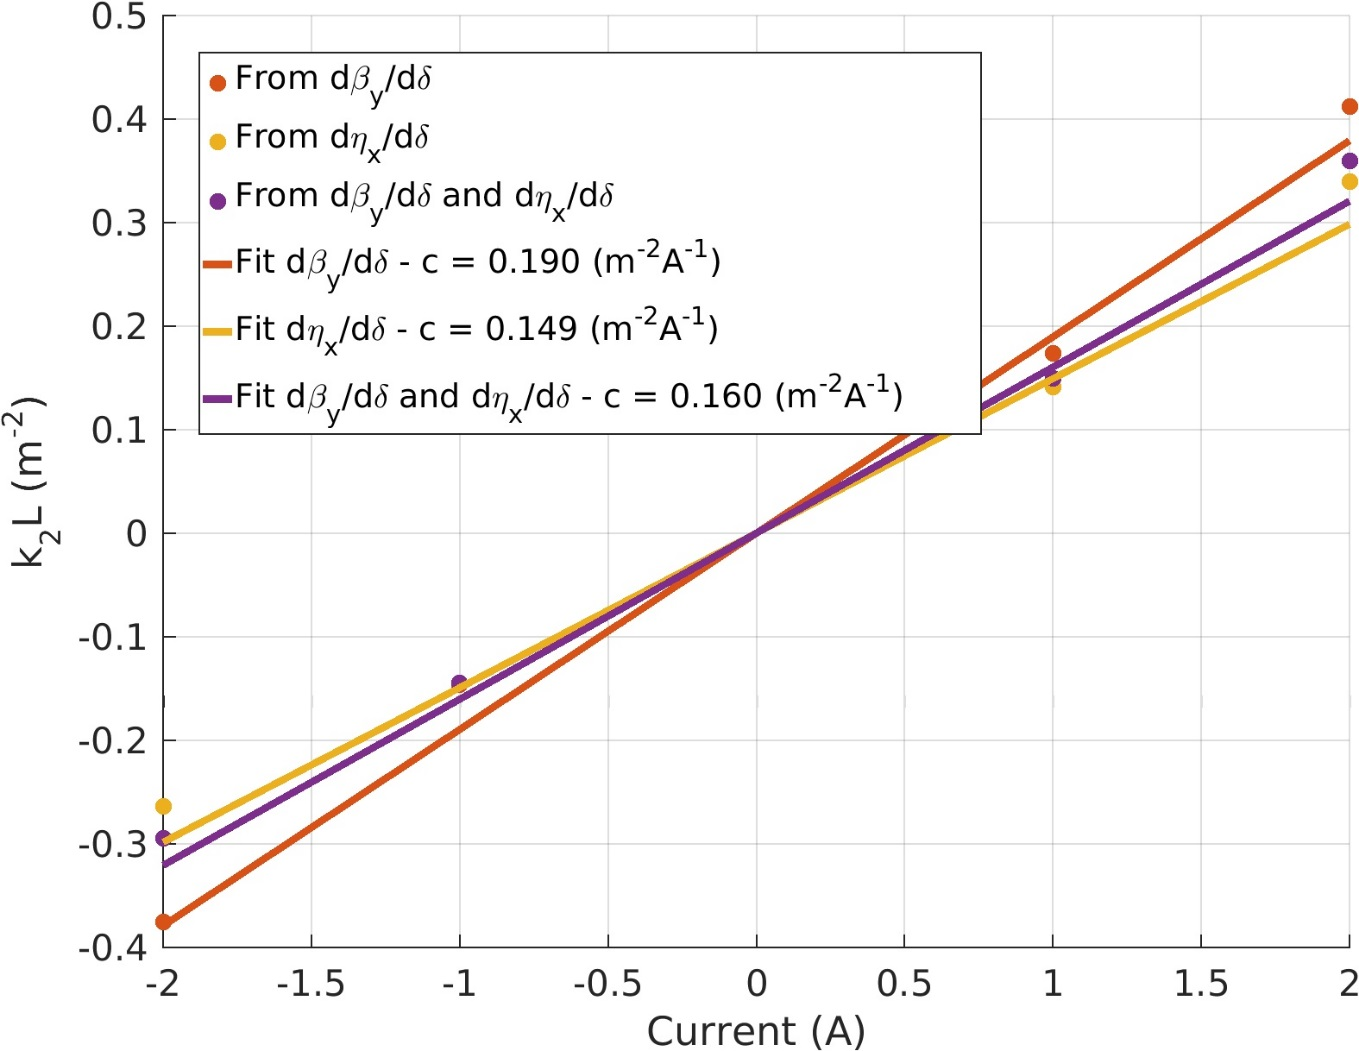 0.5
From dβy/dδ
From dηx/dδ
From dβy/dδ and dηx/dδ
Fit dβy/dδ - c = 0.190 (m-2A-1)
Fit dηx/dδ - c = 0.149 (m-2A-1)
Fit dβy/dδ and dηx/dδ - c = 0.160 (m-2A-1)
0.4
0.3
0.2
0.1
0
-0.1
-0.2
-0.3
-0.4
k2L (m-2)
-2 -1.5 -1 -0.5 0 0.5 1 1.5 2
Current (A)